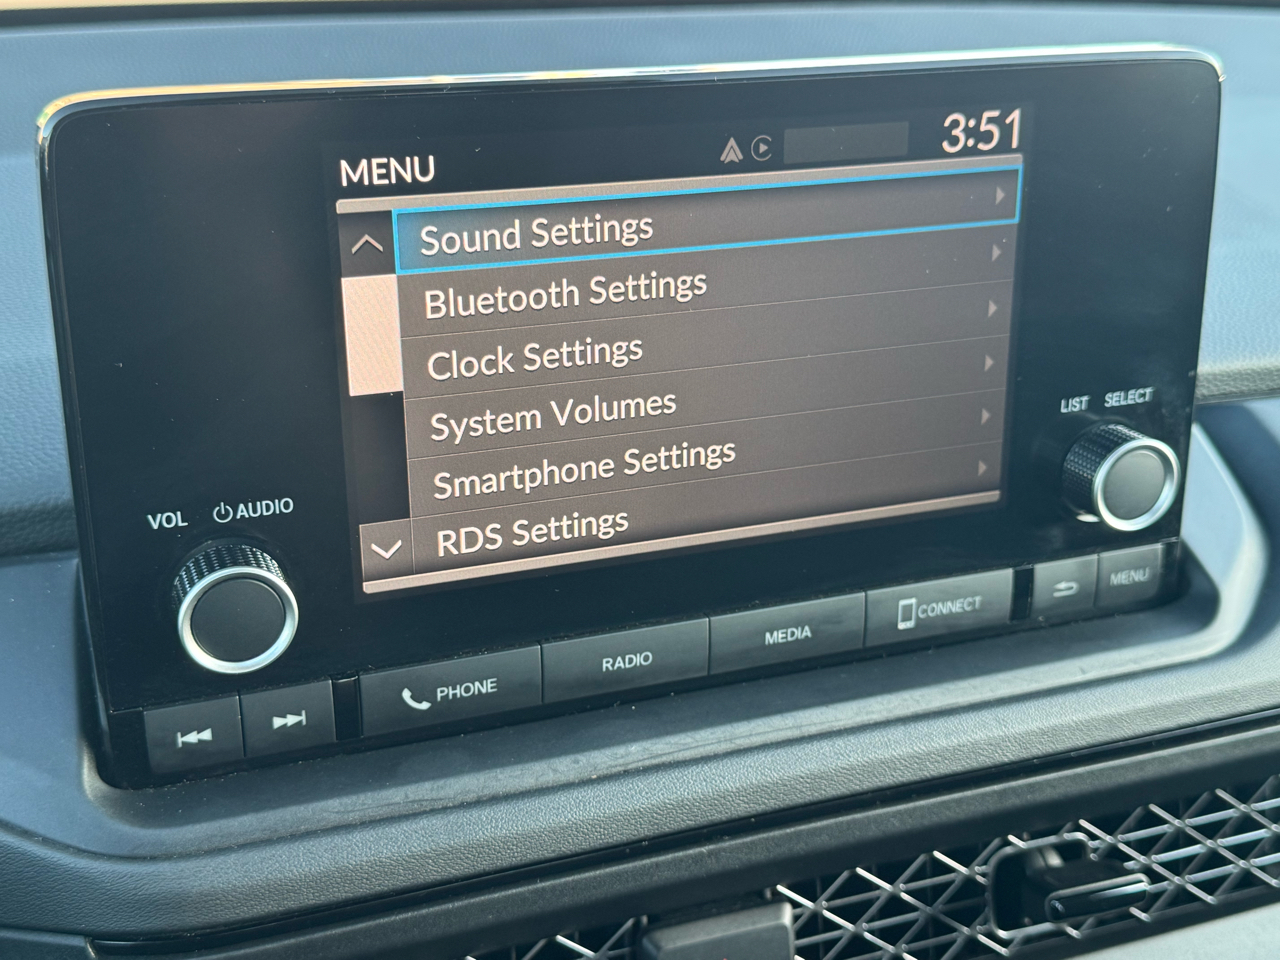 MENU
3:51
Sound Settings
Bluetooth Settings
Clock Settings
System Volumes
Smartphone Settings
RDS Settings
VOL AUDIO
LIST SELECT
PHONE
RADIO
MEDIA
CONNECT
MENU